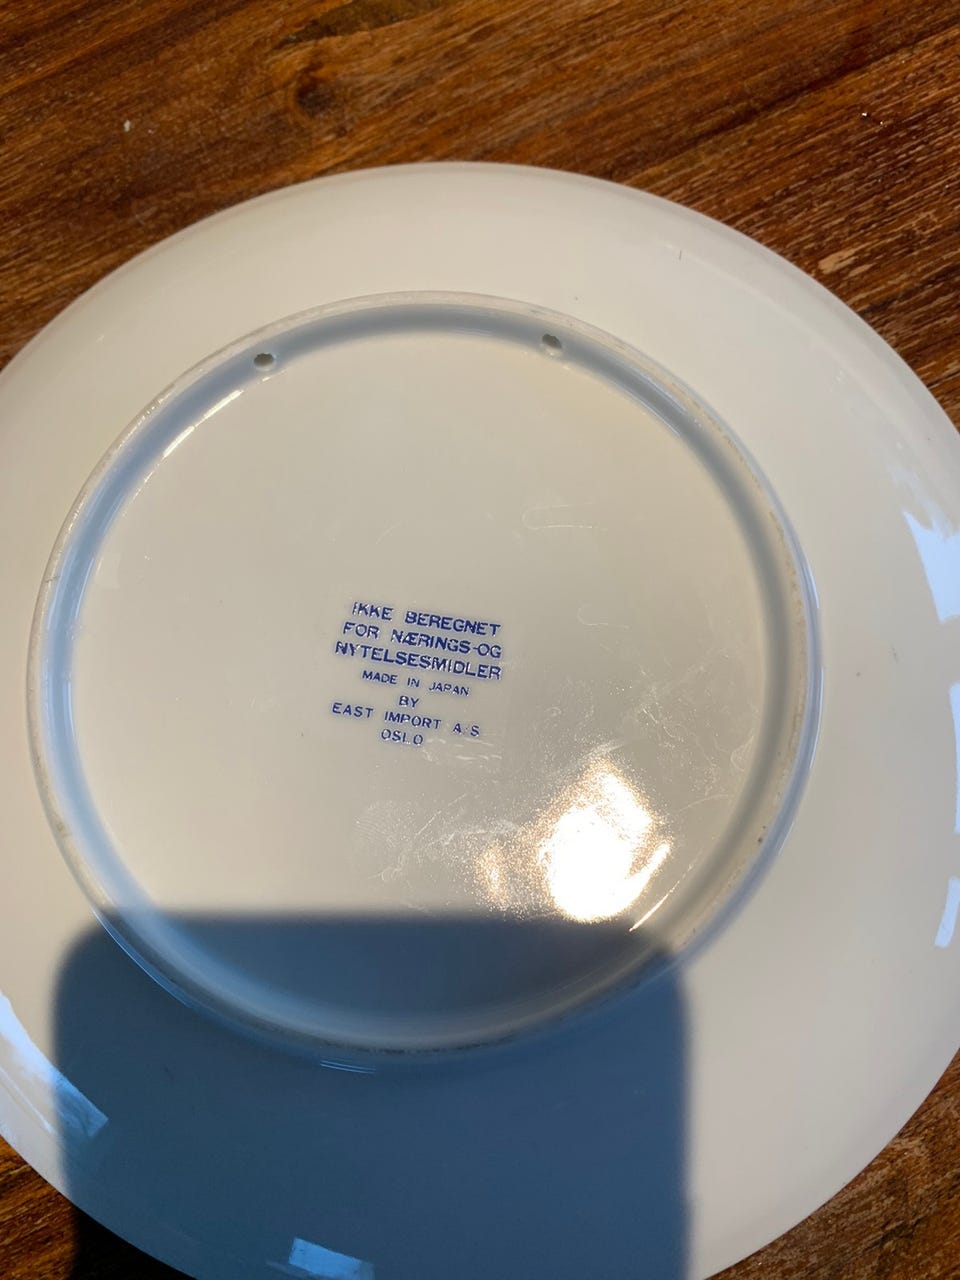 IKKE BEREGNET
FOR NÆRINGS-OG
NYTELSESMIDLER
MADE IN JAPAN
BY
EAST IMPORT A/S
OSLO